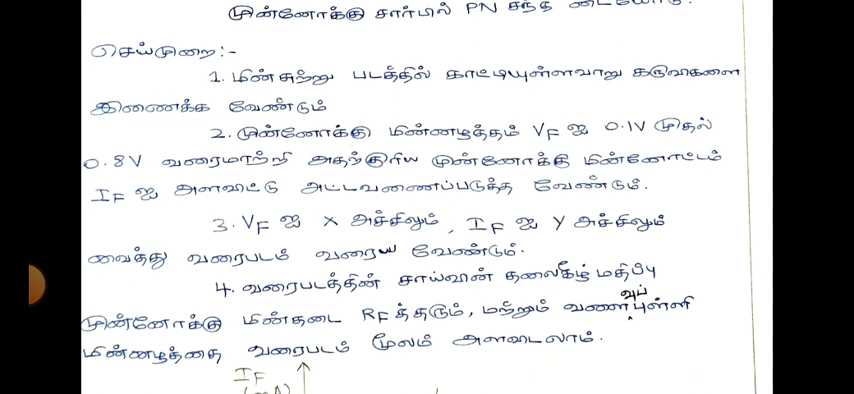 முன்னோக்கு சார்பில் PN சந்தி டையோடு.
செய்முறை:-
1. மின்சுற்று படத்தில் காட்டியுள்ளவாறு கருவிகளை
இணைக்க வேண்டும்
2. முன்னோக்கு மின்னழுத்தம் VF ஐ 0.1V முதல்
0.8V வரைமாற்றி அதற்குரிய முன்னோக்கு மின்னோட்டம்
IF ஐ அளவிட்டு அட்டவணைப்படுத்த வேண்டும்.
3. VF ஐ X அச்சிலும், IF ஐ Y அச்சிலும்
வைத்து வரைபடம் வரைய வேண்டும்.
4. வரைபடத்தின் சாய்வின் தலைகீழ் மதிப்பு
முன்னோக்கு மின்தடை RF த்தரும், மற்றும் வளைவுப்புள்ளி
மின்னழுத்தை வரைபடம் மூலம் அளவிடலாம்.
IF
(mA)